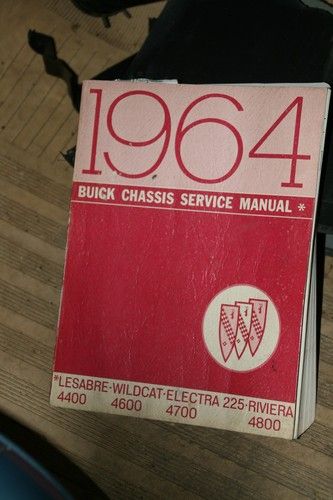 1964
BUICK CHASSIS SERVICE MANUAL *
*LESABRE·WILDCAT·ELECTRA 225·RIVIERA
4400 4600 4700 4800